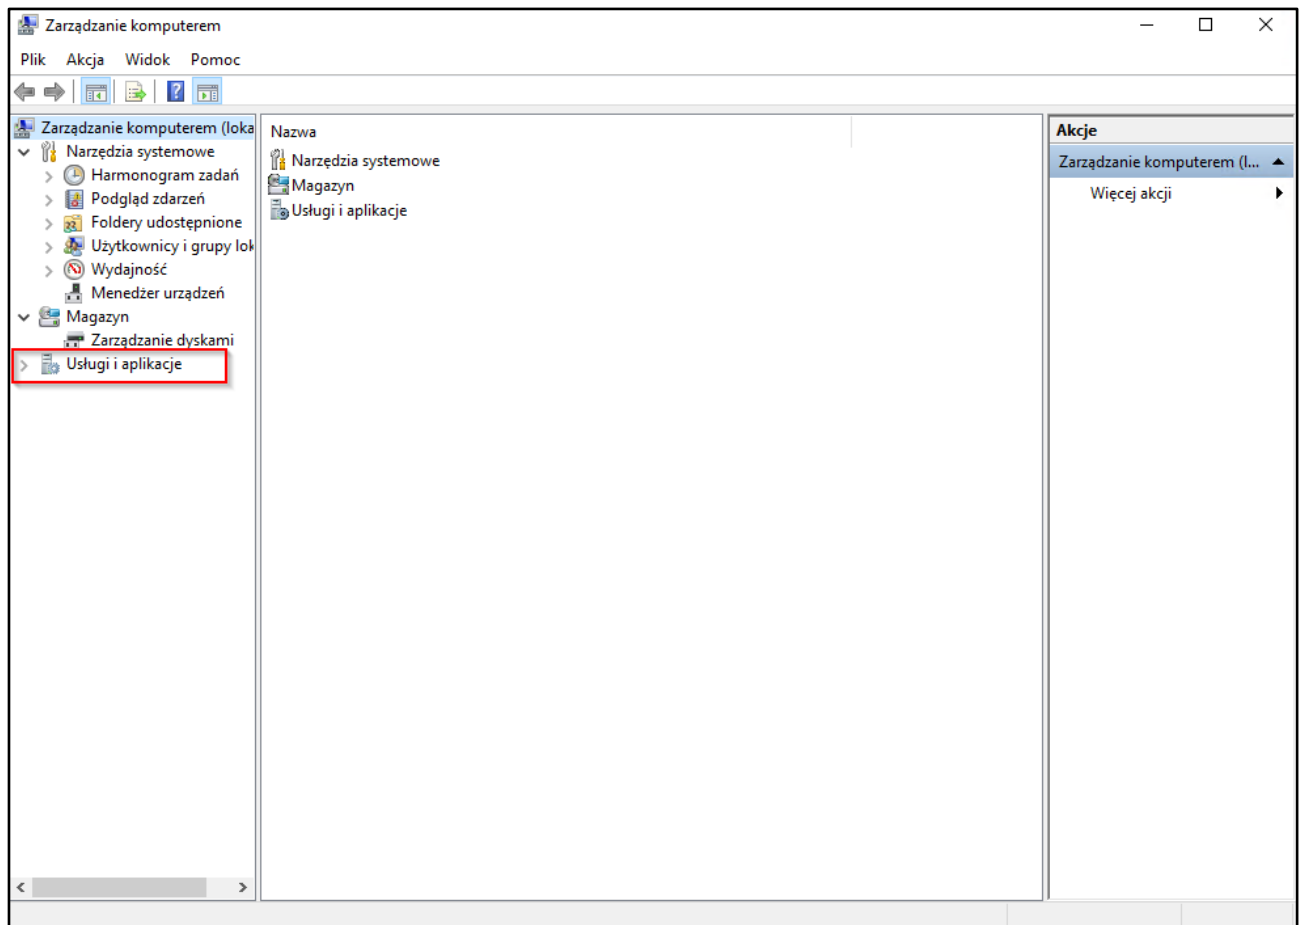 Zarządzanie komputerem
Plik Akcja Widok Pomoc
Zarządzanie komputerem (loka
Narzędzia systemowe
Harmonogram zadań
Podgląd zdarzeń
Foldery udostępnione
Użytkownicy i grupy lok
Wydajność
Menedżer urządzeń
Magazyn
Zarządzanie dyskami
Usługi i aplikacje
Nazwa
Narzędzia systemowe
Magazyn
Usługi i aplikacje
Akcje
Zarządzanie komputerem (l...
Więcej akcji